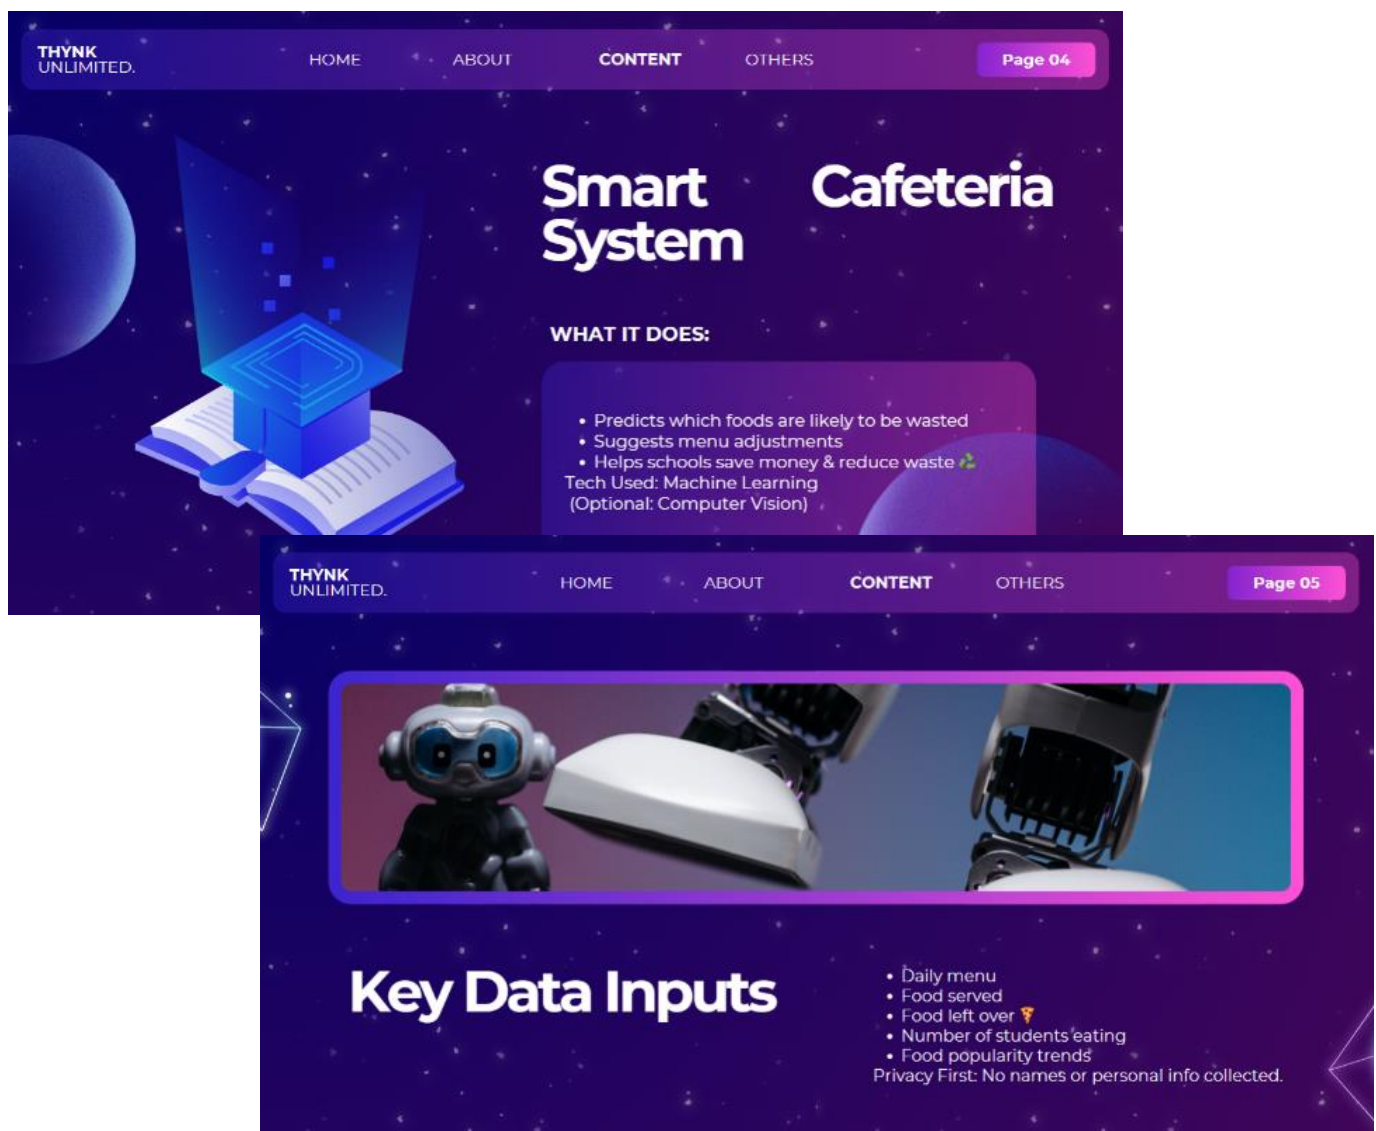 THYNK
UNLIMITED.
HOME
ABOUT
CONTENT
OTHERS
Page 04
Smart Cafeteria
System
WHAT IT DOES:
• Predicts which foods are likely to be wasted
• Suggests menu adjustments
• Helps schools save money & reduce waste ♻️
Tech Used: Machine Learning
(Optional: Computer Vision)
THYNK
UNLIMITED.
HOME
ABOUT
CONTENT
OTHERS
Page 05
Key Data Inputs
• Daily menu
• Food served
• Food left over 🍕
• Number of students eating
• Food popularity trends
Privacy First: No names or personal info collected.